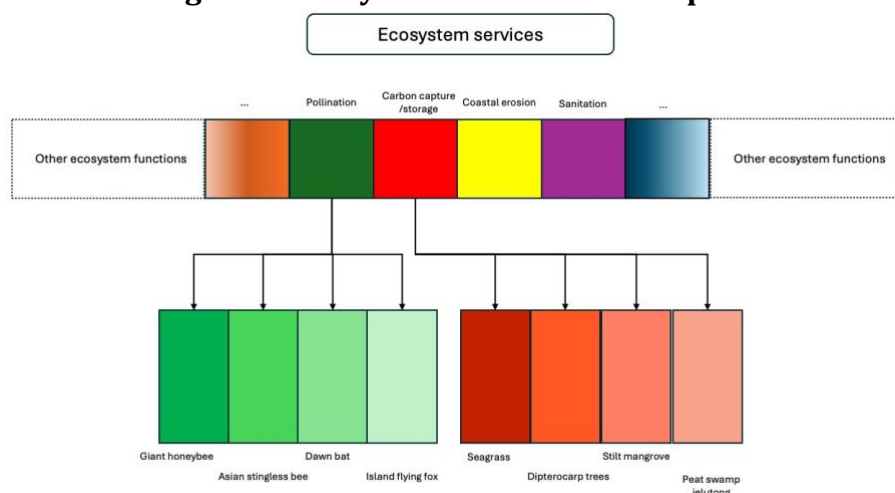 Ecosystem services
...
Pollination
Carbon capture
/storage
Coastal erosion
Sanitation
...
Other ecosystem functions
Other ecosystem functions
Giant honeybee
Asian stingless bee
Dawn bat
Island flying fox
Seagrass
Dipterocarp trees
Stilt mangrove
Peat swamp
jelutong